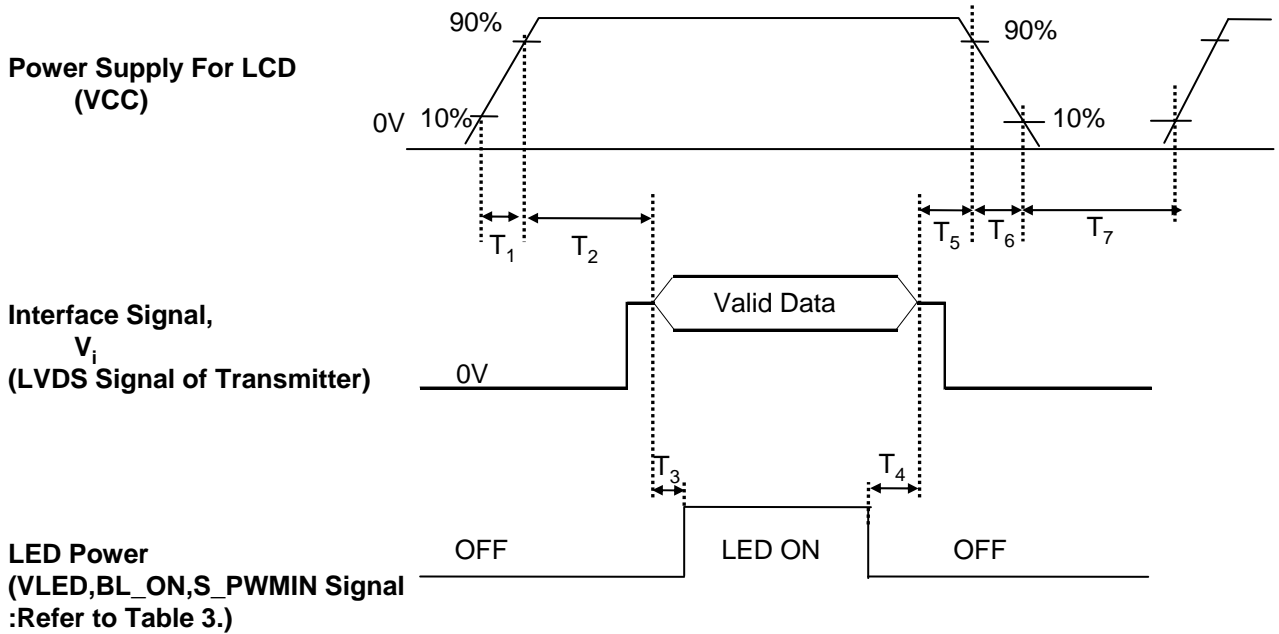 90%
90%
Power Supply For LCD
(VCC)
0V 10%
10%
T1
T2
T5
T6
T7
Valid Data
Interface Signal,
Vi
(LVDS Signal of Transmitter)
0V
T3
T4
LED Power
OFF
LED ON
OFF
(VLED,BL_ON,S_PWMIN Signal
:Refer to Table 3.)